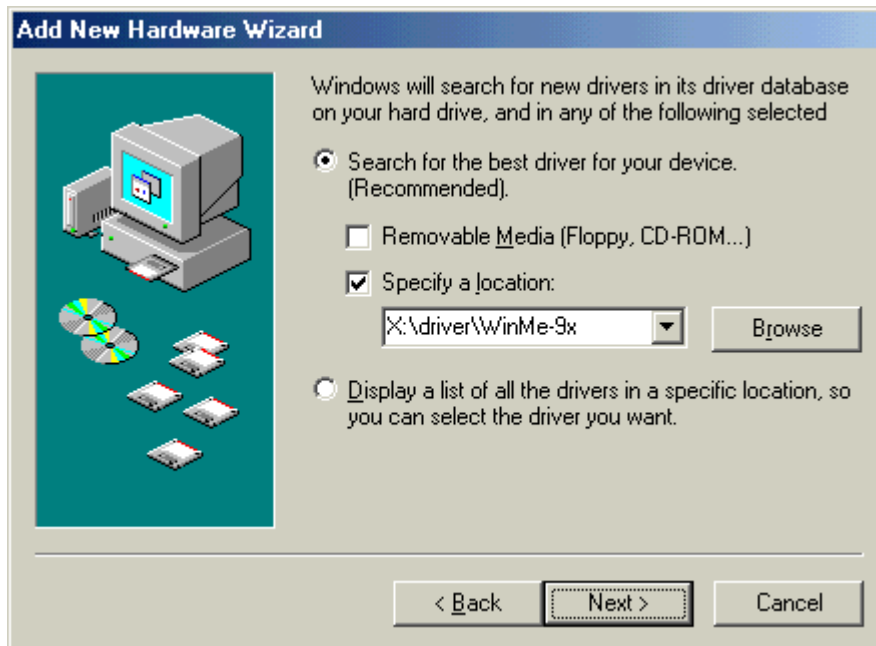 Add New Hardware Wizard
Windows will search for new drivers in its driver database
on your hard drive, and in any of the following selected
Search for the best driver for your device.
(Recommended).
Removable Media (Floppy, CD-ROM...)
Specify a location:
X:\driver\WinMe-9x
Browse
Display a list of all the drivers in a specific location, so
you can select the driver you want.
< Back
Next >
Cancel